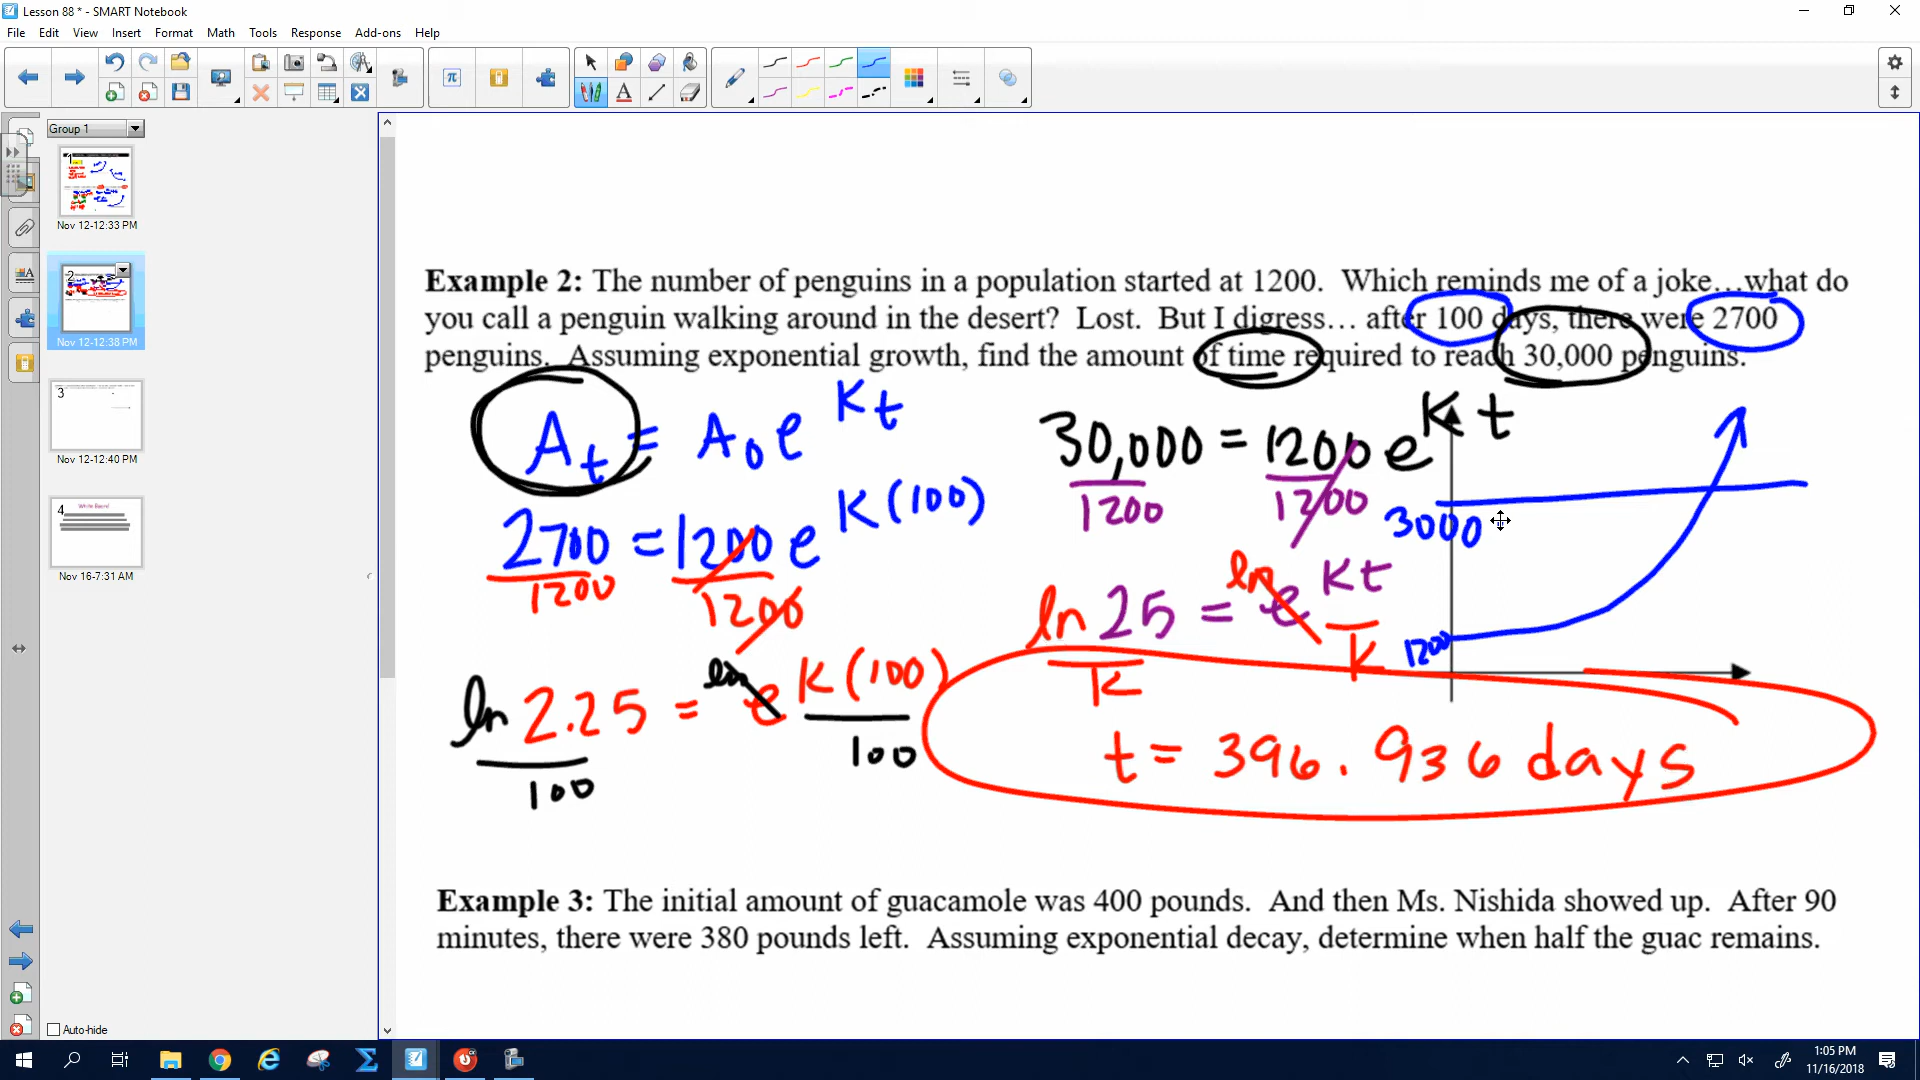 Lesson 88 * - SMART Notebook
File Edit View Insert Format Math Tools Response Add-ons Help
Group 1
1
Nov 12-12:33 PM
2
Nov 12-12:38 PM
3
Nov 12-12:40 PM
4
White Board
Nov 16-7:31 AM
Auto-hide
Example 2: The number of penguins in a population started at 1200. Which reminds me of a joke…what do
you call a penguin walking around in the desert? Lost. But I digress… after 100 days, there were 2700
penguins. Assuming exponential growth, find the amount of time required to reach 30,000 penguins.
At = A0 e Kt
2700 = 1200 e K(100)
1200 1200
ln 2.25 = ln e K(100)
100 100
30,000 = 1200 e Kt
1200 1200
ln 25 = ln e Kt
K K
t = 396.936 days
3000
1200
Example 3: The initial amount of guacamole was 400 pounds. And then Ms. Nishida showed up. After 90
minutes, there were 380 pounds left. Assuming exponential decay, determine when half the guac remains.
1:05 PM
11/16/2018